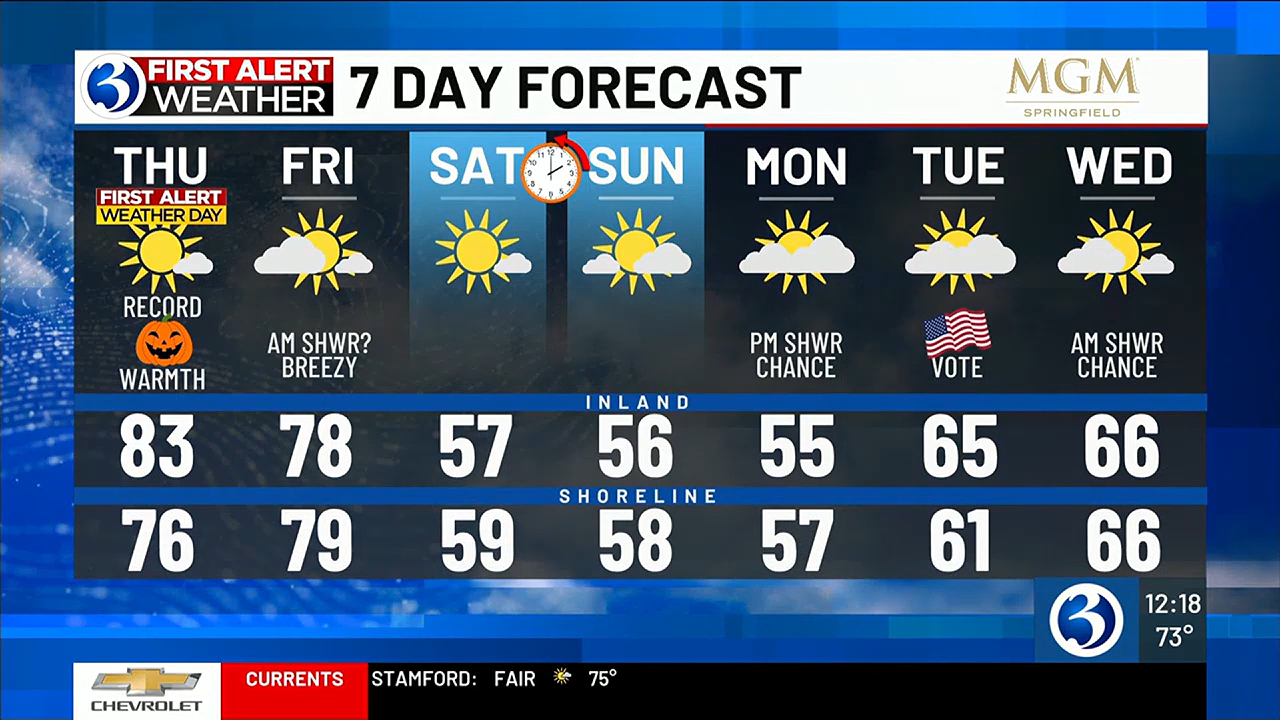 3 FIRST ALERT
WEATHER
7 DAY FORECAST
MGM
SPRINGFIELD
THU
FRI
SAT
SUN
MON
TUE
WED
FIRST ALERT
WEATHER DAY
RECORD
WARMTH
AM SHWR?
BREEZY
PM SHWR
CHANCE
VOTE
AM SHWR
CHANCE
INLAND
83 78 57 56 55 65 66
SHORELINE
76 79 59 58 57 61 66
3
12:18
73°
CHEVROLET
CURRENTS
STAMFORD: FAIR 75°